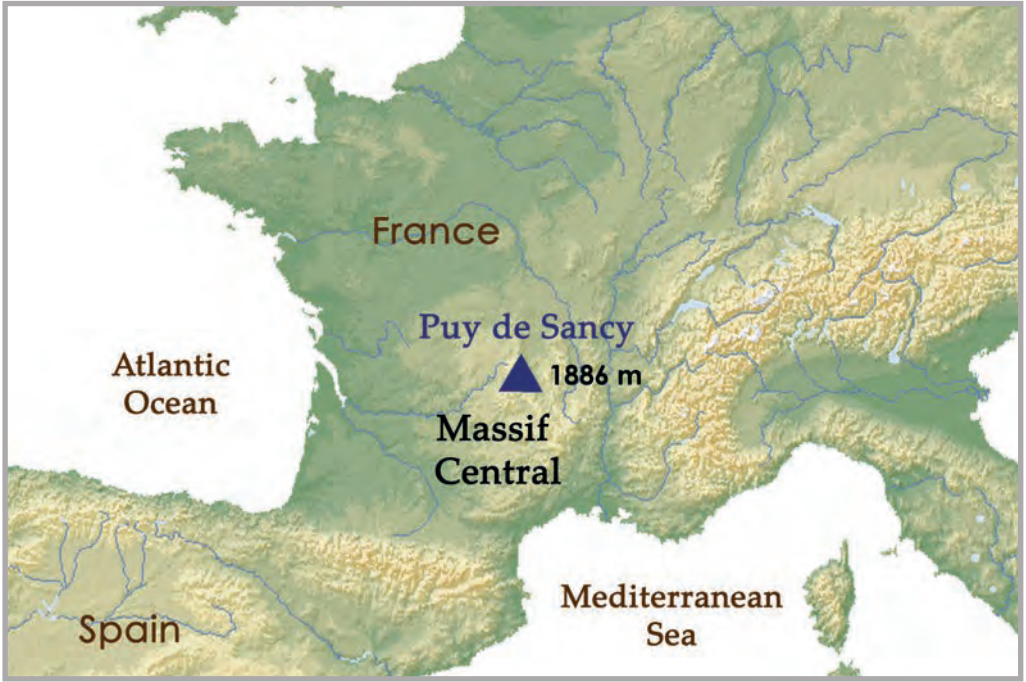 France
Puy de Sancy
1886 m
Atlantic
Ocean
Massif
Central
Mediterranean
Sea
Spain